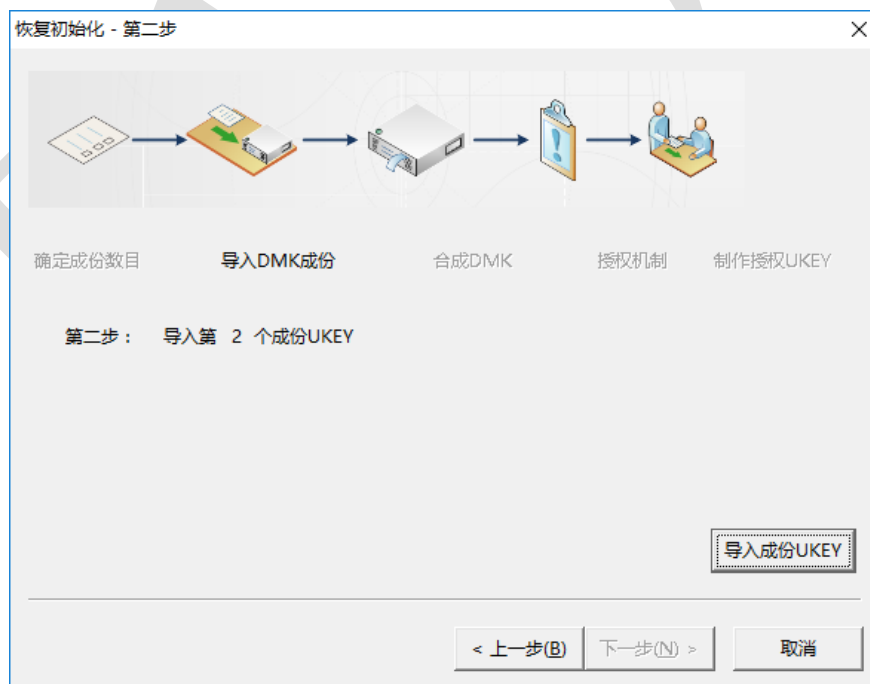 恢复初始化 - 第二步
确定成份数目 导入DMK成份 合成DMK 授权机制 制作授权UKEY
第二步： 导入第 2 个成份UKEY
导入成份UKEY
< 上一步(B) 下一步(N) > 取消